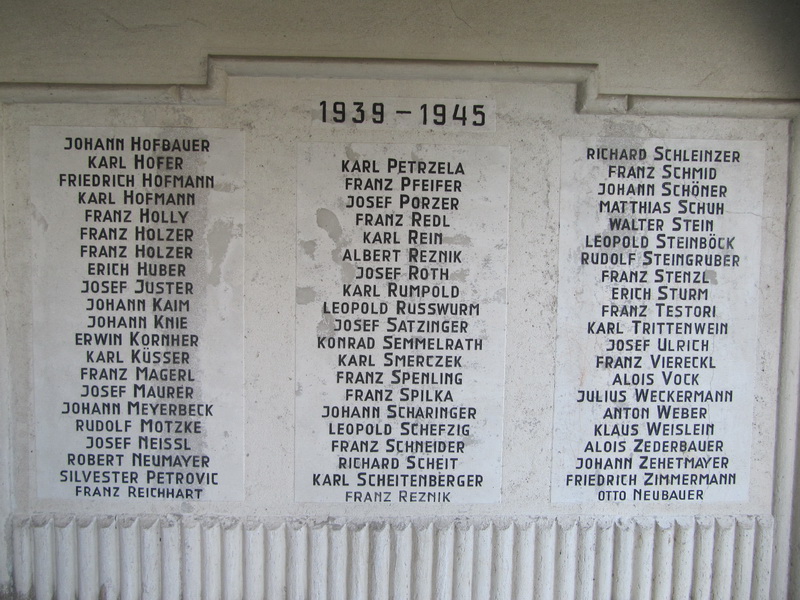 1939 – 1945
JOHANN HOFBAUER
KARL HOFER
FRIEDRICH HOFMANN
KARL HOFMANN
FRANZ HOLLY
FRANZ HOLZER
FRANZ HOLZER
ERICH HUBER
JOSEF JUSTER
JOHANN KAIM
JOHANN KNIE
ERWIN KORNHER
KARL KÜSSER
FRANZ MAGERL
JOSEF MAURER
JOHANN MEYERBECK
RUDOLF MOTZKE
JOSEF NEISSL
ROBERT NEUMAYER
SILVESTER PETROVIC
FRANZ REICHHART
KARL PETRZELA
FRANZ PFEIFER
JOSEF PORZER
FRANZ REDL
KARL REIN
ALBERT REZNIK
JOSEF ROTH
KARL RUMPOLD
LEOPOLD RUSSWURM
JOSEF SATZINGER
KONRAD SEMMELRATH
KARL SMERCZEK
FRANZ SPENLING
FRANZ SPILKA
JOHANN SCHARINGER
LEOPOLD SCHEFZIG
FRANZ SCHNEIDER
RICHARD SCHEIT
KARL SCHEITENBERGER
FRANZ REZNIK
RICHARD SCHLEINZER
FRANZ SCHMID
JOHANN SCHÖNER
MATTHIAS SCHUH
WALTER STEIN
LEOPOLD STEINBÖCK
RUDOLF STEINGRUBER
FRANZ STENZL
ERICH STURM
FRANZ TESTORI
KARL TRITTENWEIN
JOSEF ULRICH
FRANZ VIERECKL
ALOIS VOCK
JULIUS WECKERMANN
ANTON WEBER
KLAUS WEISLEIN
ALOIS ZEDERBAUER
JOHANN ZEHETMAYER
FRIEDRICH ZIMMERMANN
OTTO NEUBAUER